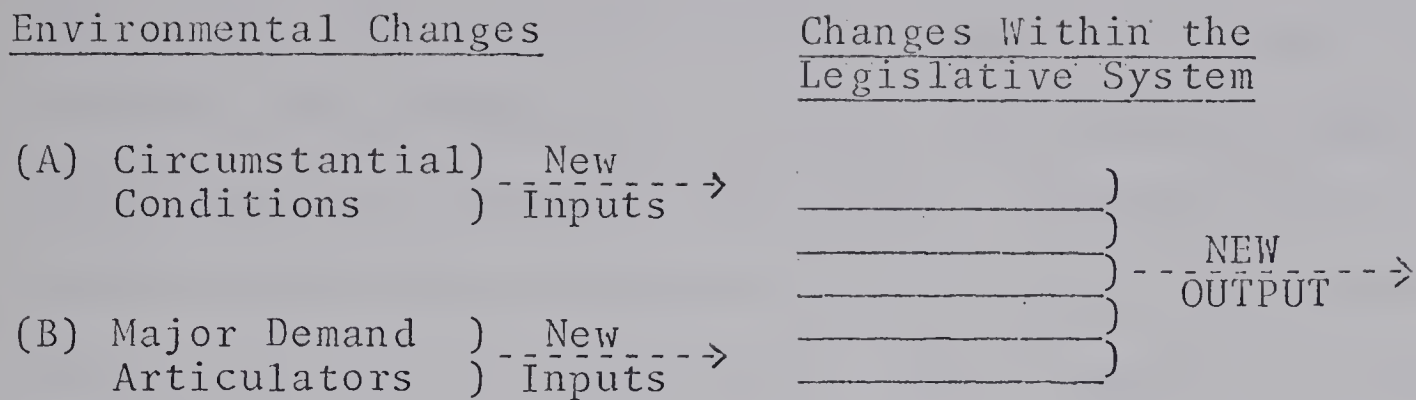 Environmental Changes
Changes Within the
Legislative System
(A) Circumstantial) New
Conditions ) Inputs
(B) Major Demand ) New
Articulators ) Inputs
)
)
)
)
)
NEW
OUTPUT